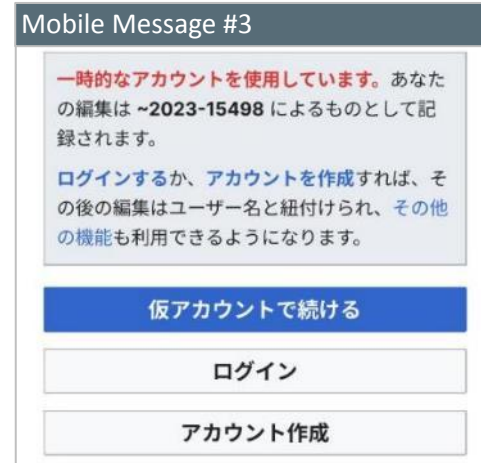 Mobile Message #3
一時的なアカウントを使用しています。あなた
の編集は ~2023-15498 によるものとして記
録されます。
ログインするか、アカウントを作成すれば、そ
の後の編集はユーザー名と紐付けられ、その他
の機能も利用できるようになります。
仮アカウントで続ける
ログイン
アカウント作成